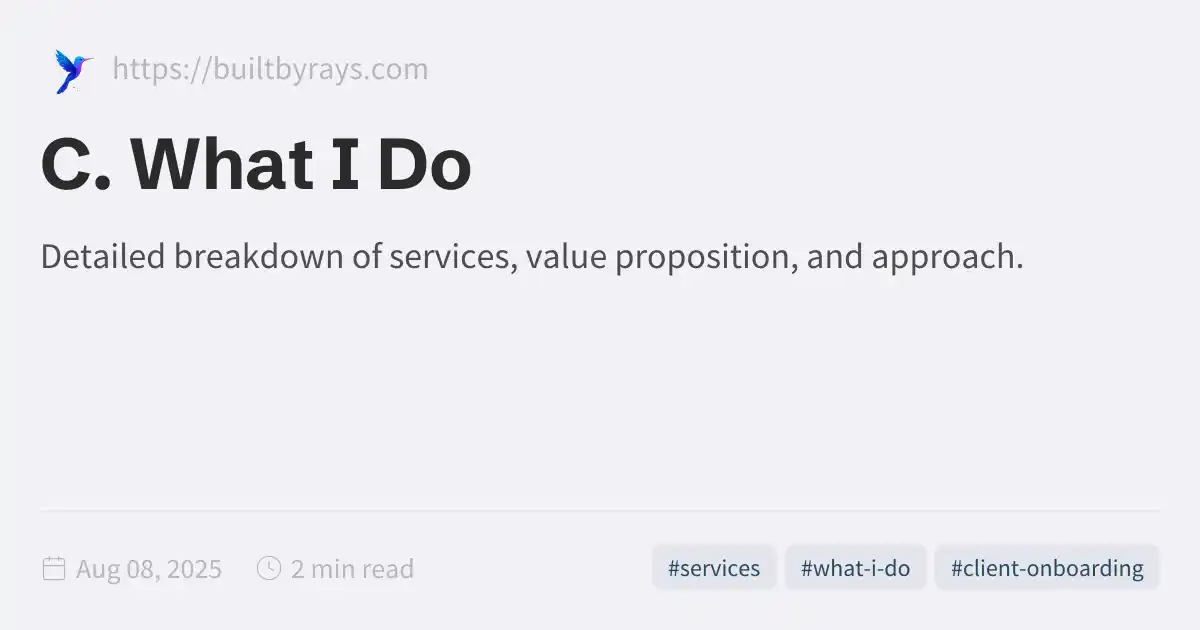 https://builtbyrays.com
C. What I Do
Detailed breakdown of services, value proposition, and approach.
Aug 08, 2025 2 min read #services #what-i-do #client-onboarding